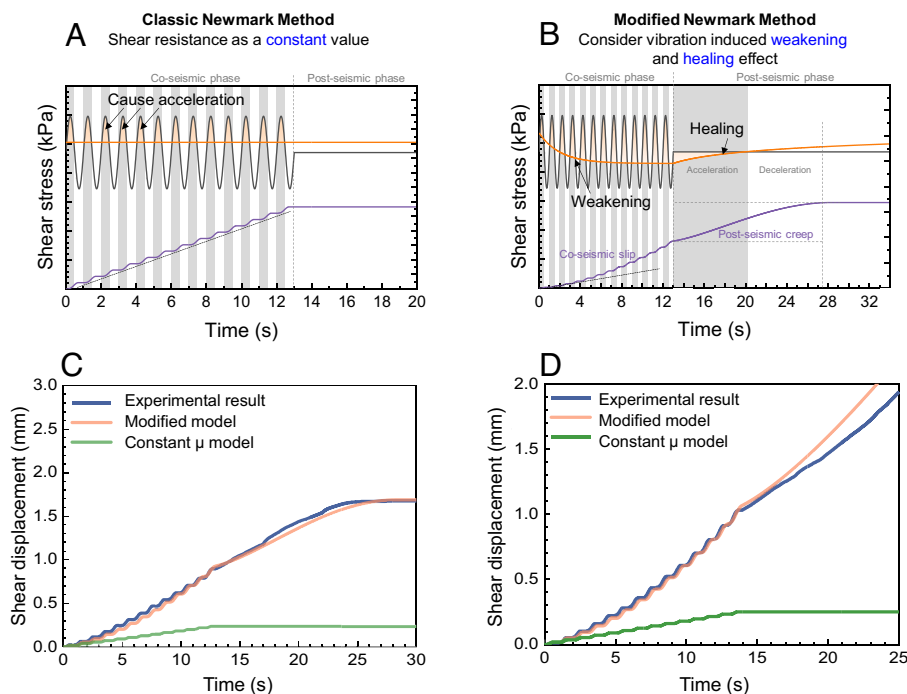 Classic Newmark Method
A
Shear resistance as a constant value
Co-seismic phase
Post-seismic phase
Cause acceleration
Shear stress (kPa)
0 2 4 6 8 10 12 14 16 18 20
Time (s)
Modified Newmark Method
B
Consider vibration induced weakening
and healing effect
Co-seismic phase
Post-seismic phase
Healing
Acceleration
Deceleration
Weakening
Co-seismic slip
Post-seismic creep
Shear stress (kPa)
0 4 8 12 16 20 24 28 32
Time (s)
C
3.0
2.5
2.0
1.5
1.0
0.5
0.0
Experimental result
Modified model
Constant μ model
Shear displacement (mm)
0 5 10 15 20 25 30
Time (s)
D
2.0
1.5
1.0
0.5
0.0
Experimental result
Modified model
Constant μ model
Shear displacement (mm)
0 5 10 15 20 25
Time (s)